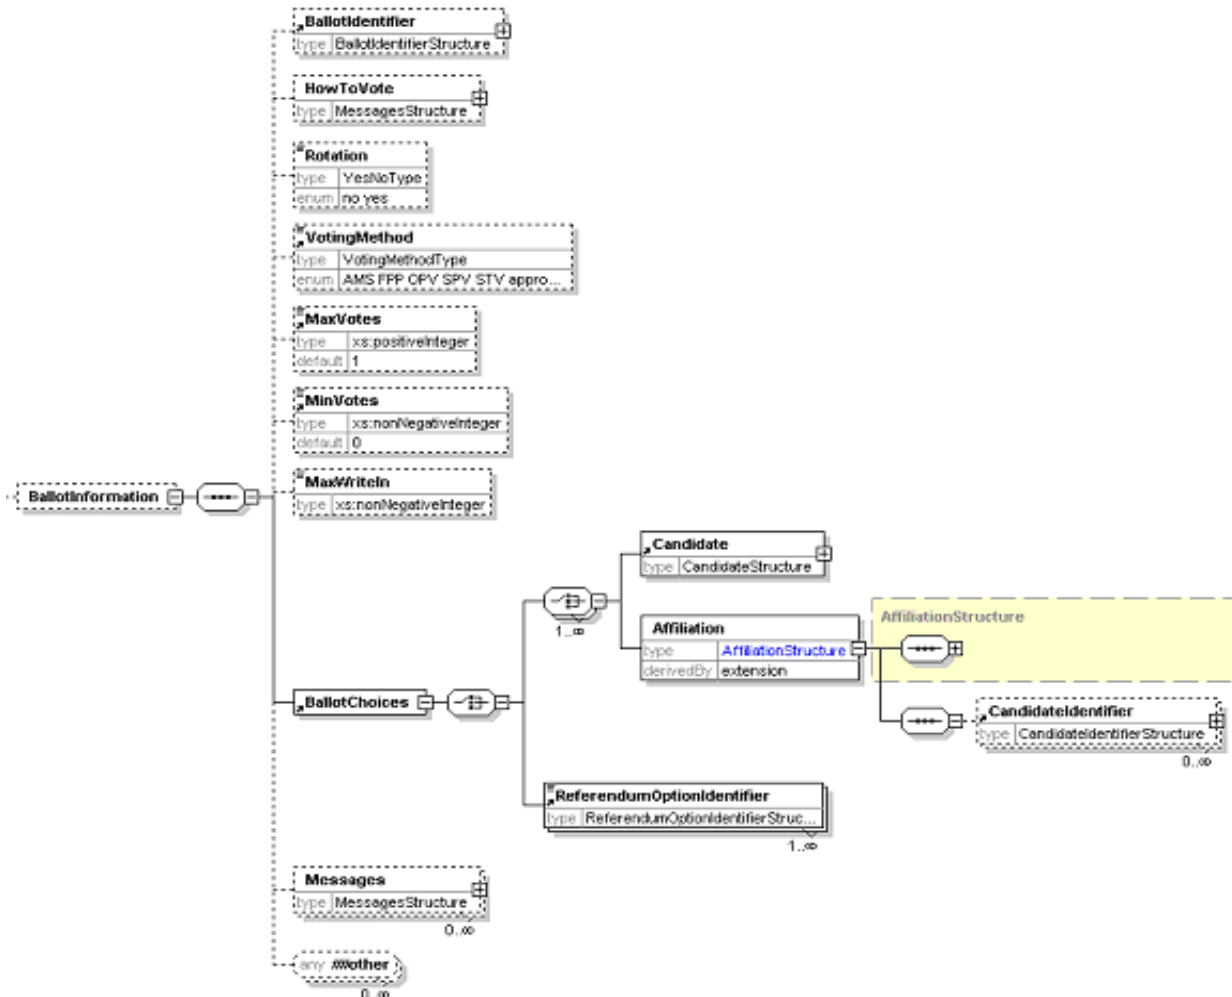 BallotIdentifier
type BallotIdentifierStructure
HowToVote
type MessagesStructure
Rotation
type YesNoType
enum no yes
VotingMethod
type VotingMethodType
enum AMS FPP OPV SPV STV appro...
MaxVotes
type xs:positiveInteger
default 1
MinVotes
type xs:nonNegativeInteger
default 0
MaxWriteIn
type xs:nonNegativeInteger
BallotInformation
Candidate
type CandidateStructure
1..∞
Affiliation
type AffiliationStructure
derivedBy extension
AffiliationStructure
BallotChoices
CandidateIdentifier
type CandidateIdentifierStructure
0..∞
ReferendumOptionIdentifier
type ReferendumOptionIdentifierStruc...
1..∞
Messages
type MessagesStructure
0..∞
any ##other
0..∞